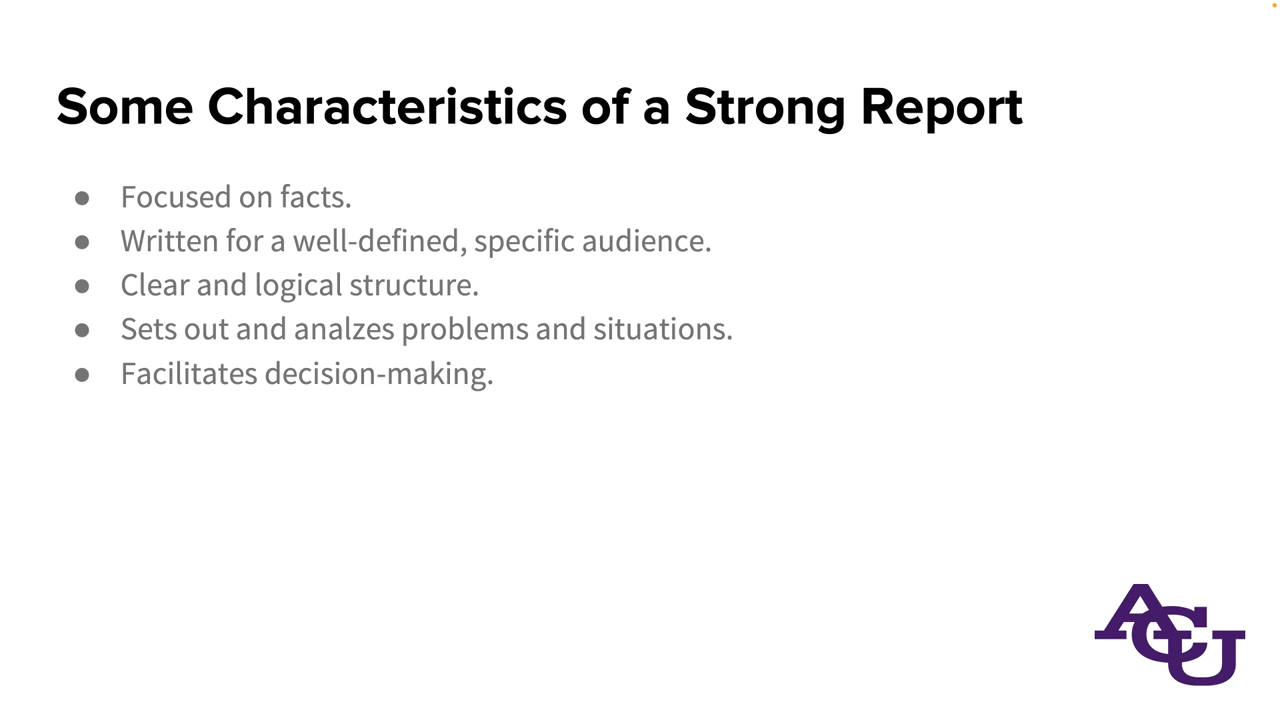 Some Characteristics of a Strong Report
● Focused on facts.
● Written for a well-defined, specific audience.
● Clear and logical structure.
● Sets out and analzes problems and situations.
● Facilitates decision-making.
ACU